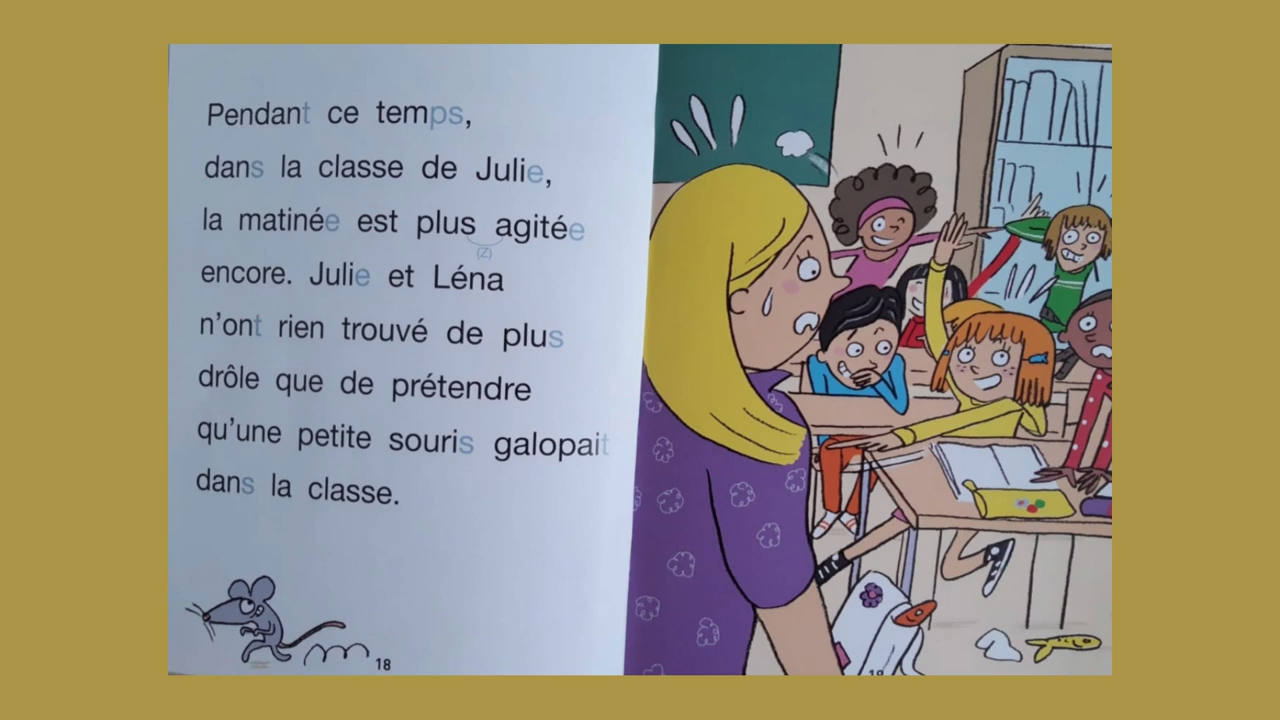 Pendant ce temps,
dans la classe de Julie,
la matinée est plus agitée
(Z)
encore. Julie et Léna
n'ont rien trouvé de plus
drôle que de prétendre
qu'une petite souris galopait
dans la classe.
18
19